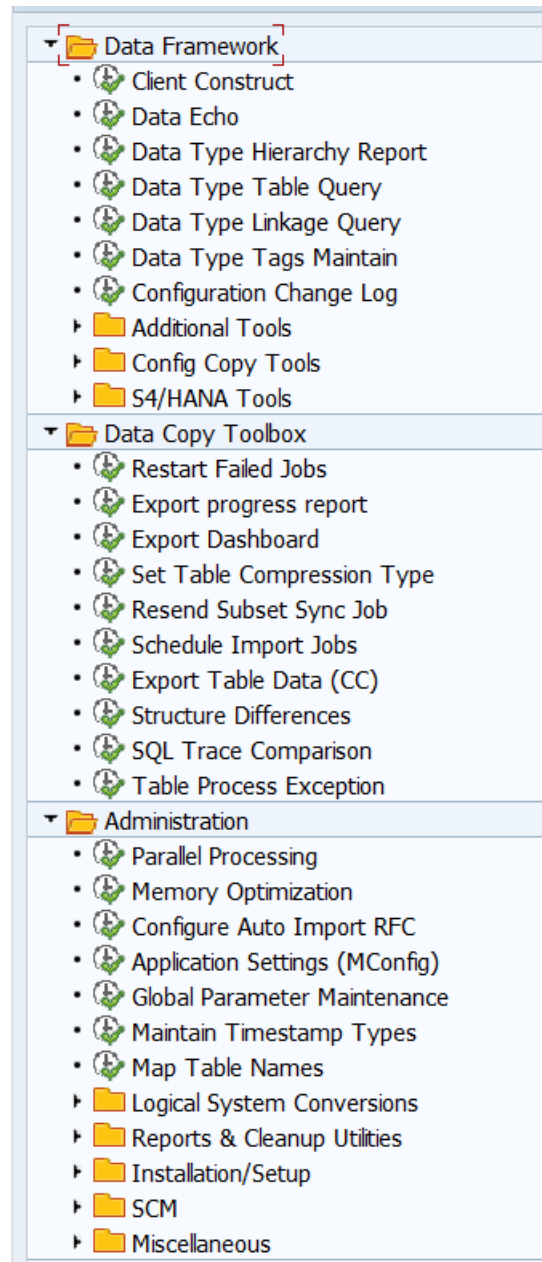 Data Framework
Client Construct
Data Echo
Data Type Hierarchy Report
Data Type Table Query
Data Type Linkage Query
Data Type Tags Maintain
Configuration Change Log
Additional Tools
Config Copy Tools
S4/HANA Tools
Data Copy Toolbox
Restart Failed Jobs
Export progress report
Export Dashboard
Set Table Compression Type
Resend Subset Sync Job
Schedule Import Jobs
Export Table Data (CC)
Structure Differences
SQL Trace Comparison
Table Process Exception
Administration
Parallel Processing
Memory Optimization
Configure Auto Import RFC
Application Settings (MConfig)
Global Parameter Maintenance
Maintain Timestamp Types
Map Table Names
Logical System Conversions
Reports & Cleanup Utilities
Installation/Setup
SCM
Miscellaneous